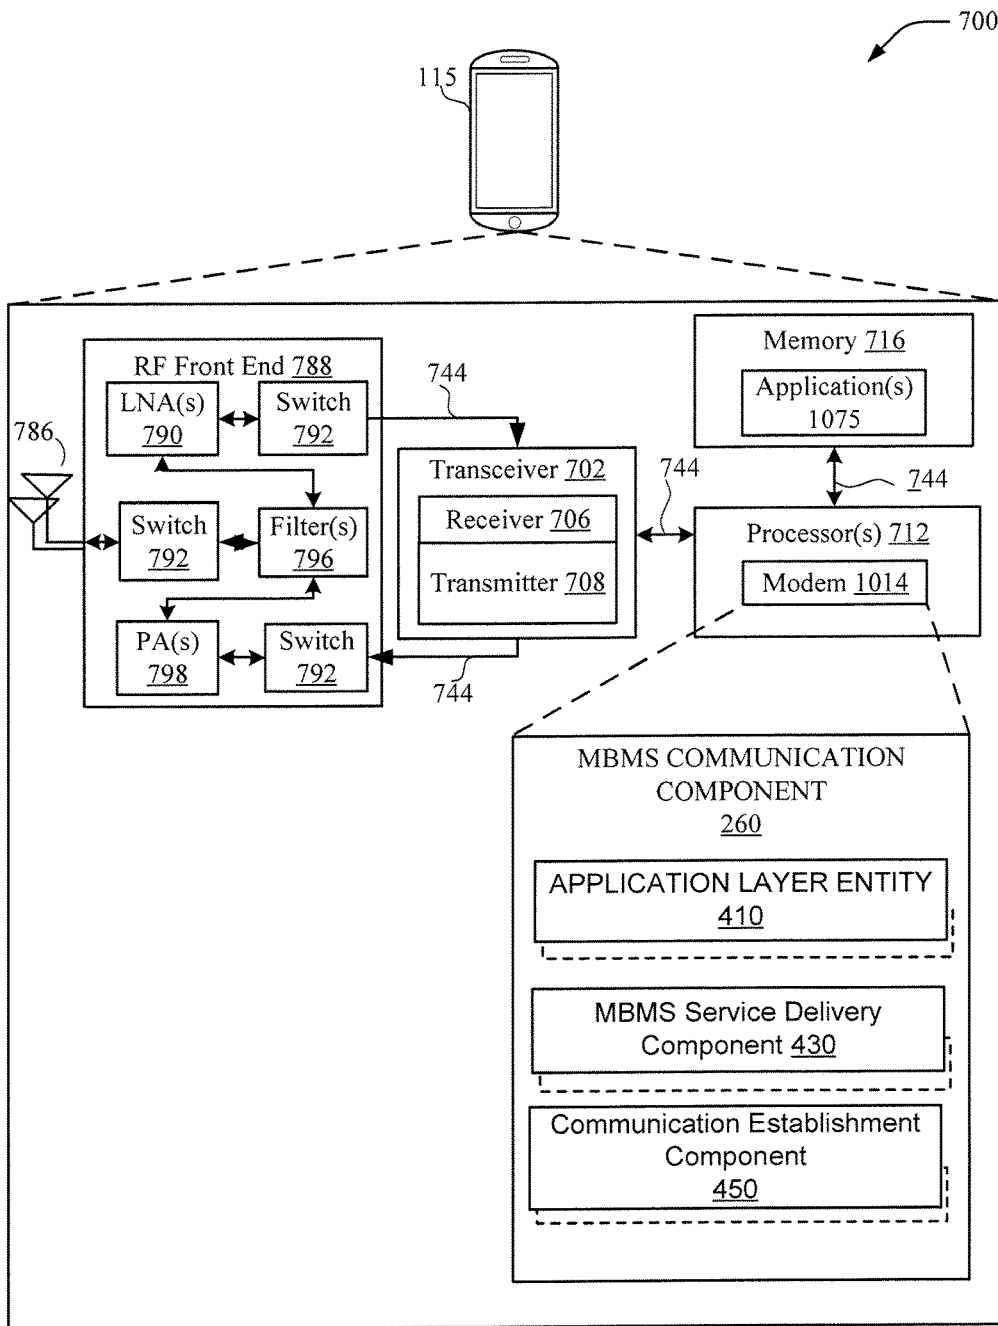 700
115
RF Front End 788
LNA(s)
790
Switch
792
744
786
Switch
792
Filter(s)
796
PA(s)
798
Switch
792
744
Transceiver 702
Receiver 706
Transmitter 708
744
Memory 716
Application(s)
1075
744
Processor(s) 712
Modem 1014
MBMS COMMUNICATION
COMPONENT
260
APPLICATION LAYER ENTITY
410
MBMS Service Delivery
Component 430
Communication Establishment
Component
450